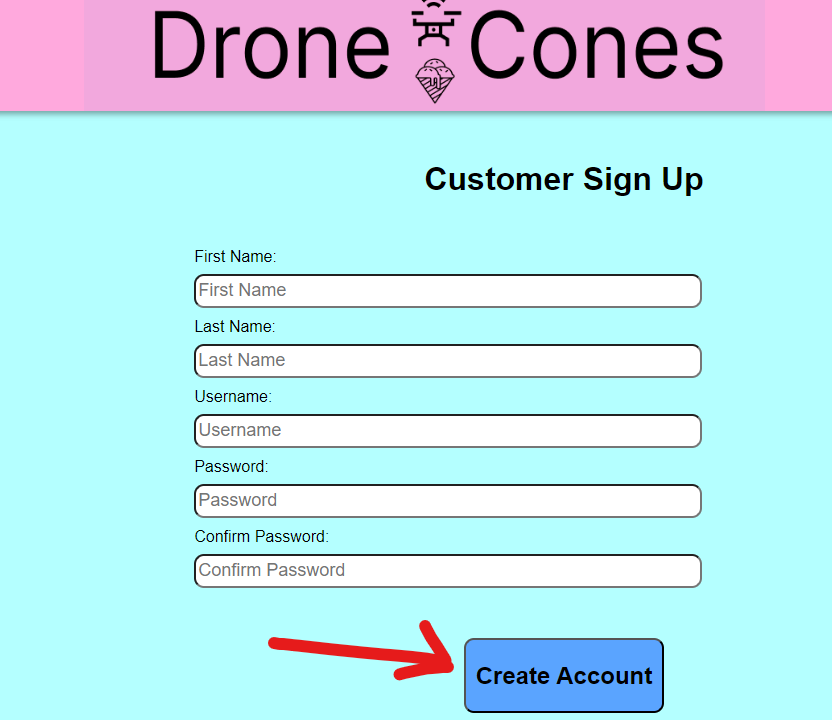 Drone Cones
Customer Sign Up
First Name:
First Name
Last Name:
Last Name
Username:
Username
Password:
Password
Confirm Password:
Confirm Password
Create Account